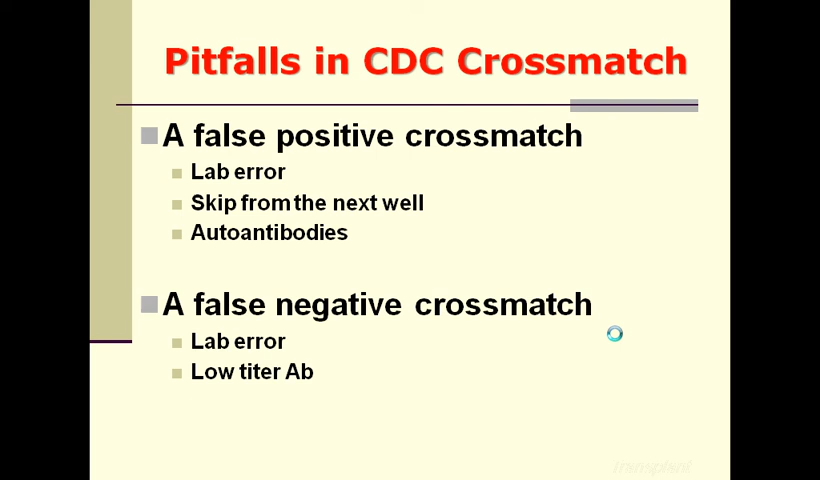 Pitfalls in CDC Crossmatch
A false positive crossmatch
Lab error
Skip from the next well
Autoantibodies
A false negative crossmatch
Lab error
Low titer Ab